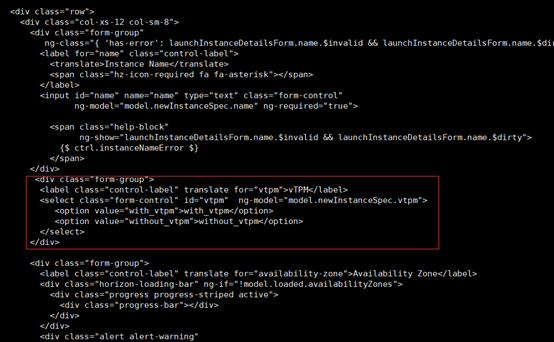 <div class="row">
<div class="col-xs-12 col-sm-8">
<div class="form-group"
ng-class="{ 'has-error': launchInstanceDetailsForm.name.$invalid && launchInstanceDetailsForm.name.$dir
<label for="name" class="control-label">
<translate>Instance Name</translate>
<span class="hz-icon-required fa fa-asterisk"></span>
</label>
<input id="name" name="name" type="text" class="form-control"
ng-model="model.newInstanceSpec.name" ng-required="true">
<span class="help-block"
ng-show="launchInstanceDetailsForm.name.$invalid && launchInstanceDetailsForm.name.$dirty">
{$ ctrl.instanceNameError $}
</span>
</div>
<div class="form-group">
<label class="control-label" translate for="vtpm">vTPM</label>
<select class="form-control" id="vtpm" ng-model="model.newInstanceSpec.vtpm">
<option value="with_vtpm">with_vtpm</option>
<option value="without_vtpm">without_vtpm</option>
</select>
</div>
<div class="form-group">
<label class="control-label" translate for="availability-zone">Availability Zone</label>
<div class="horizon-loading-bar" ng-if="!model.loaded.availabilityZones">
<div class="progress progress-striped active">
<div class="progress-bar"></div>
</div>
</div>
<div class="alert alert-warning"